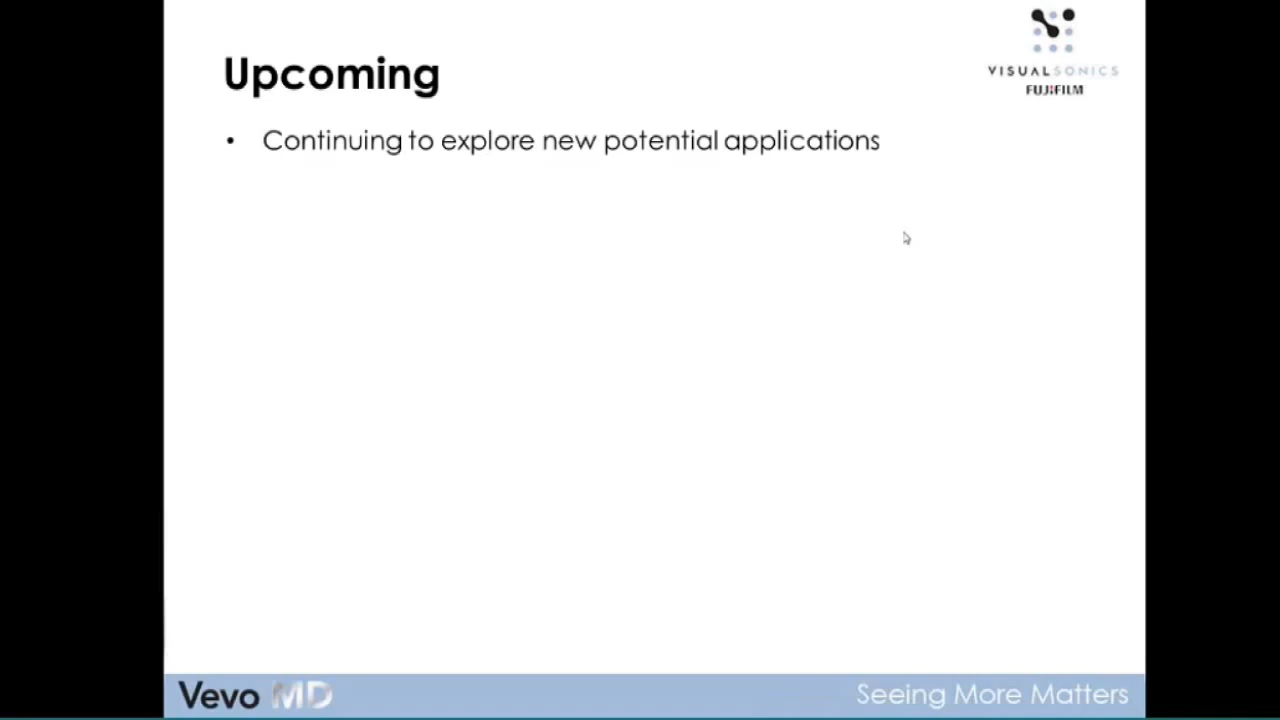 Upcoming
VISUALSONICS
FUJIFILM
• Continuing to explore new potential applications
Vevo MD
Seeing More Matters